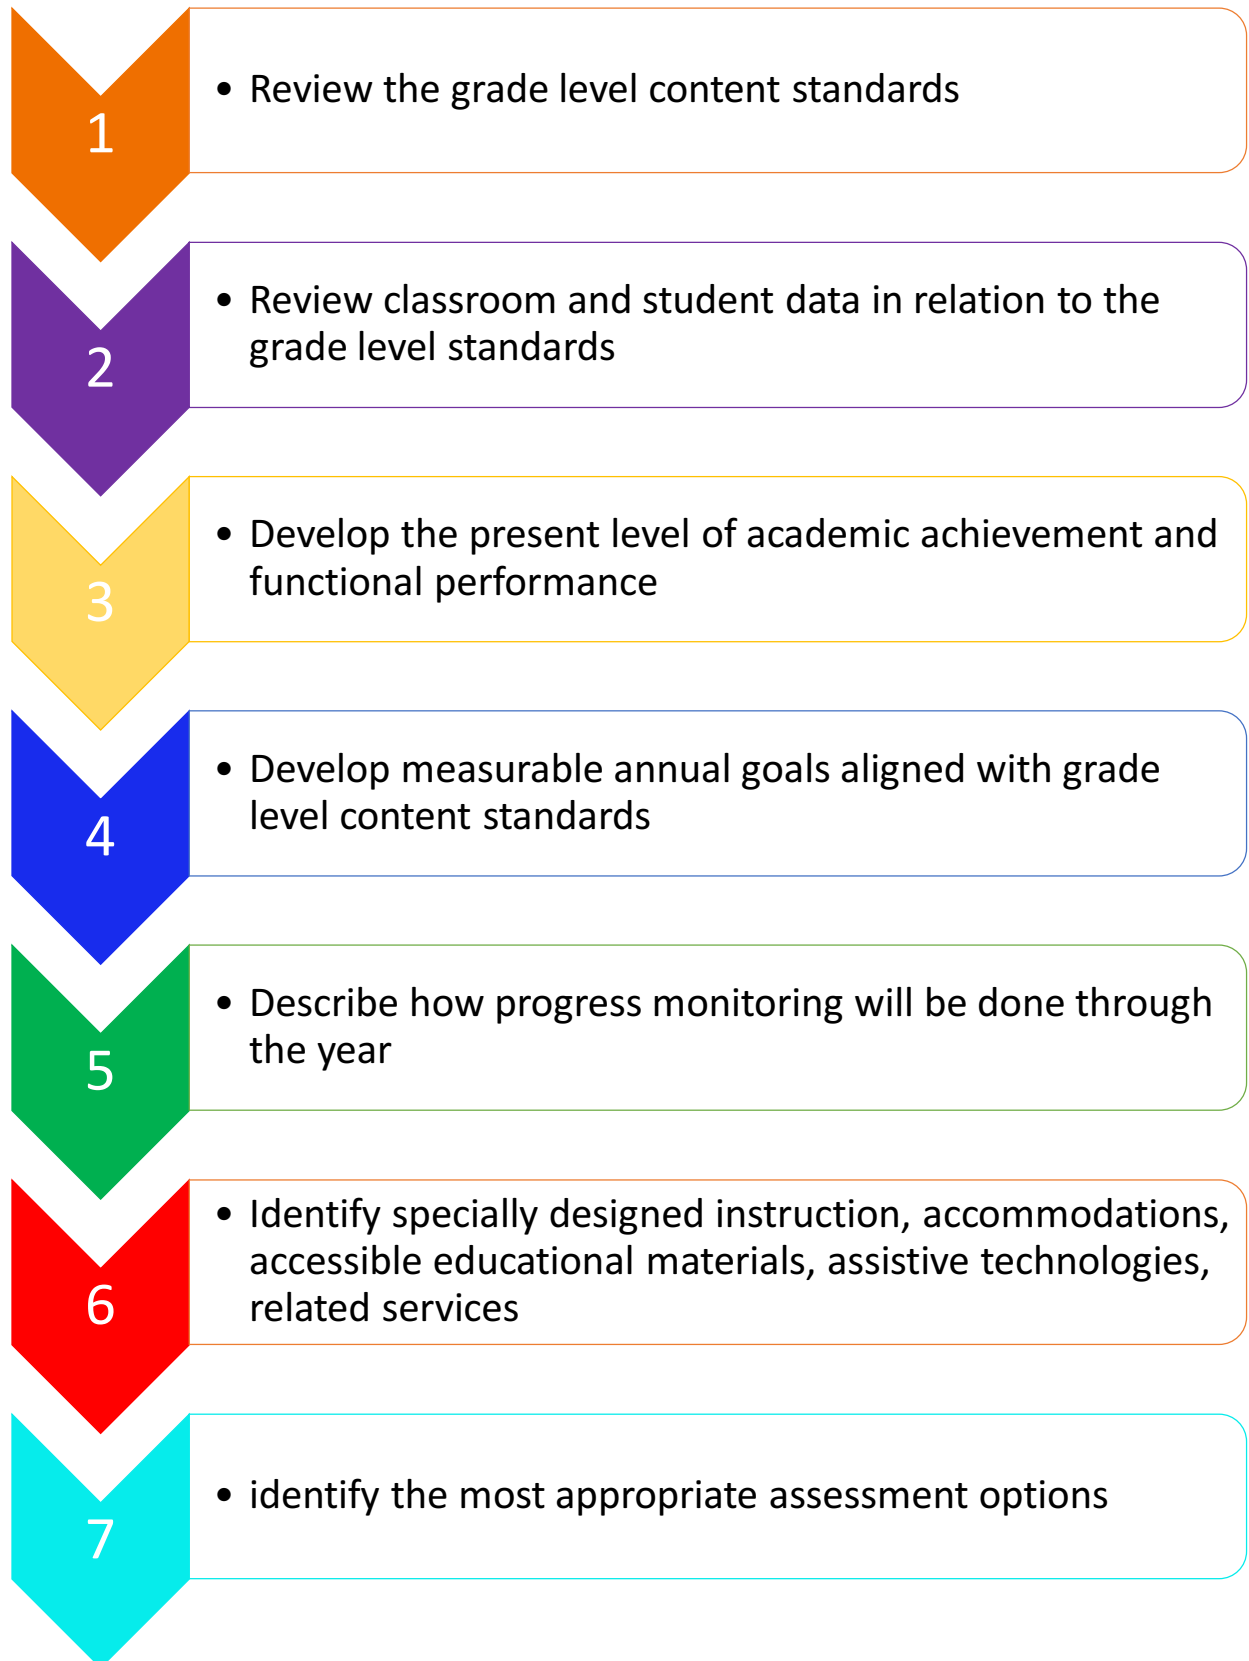 1
• Review the grade level content standards
2
• Review classroom and student data in relation to the
grade level standards
3
• Develop the present level of academic achievement and
functional performance
4
• Develop measurable annual goals aligned with grade
level content standards
5
• Describe how progress monitoring will be done through
the year
6
• Identify specially designed instruction, accommodations,
accessible educational materials, assistive technologies,
related services
7
• identify the most appropriate assessment options